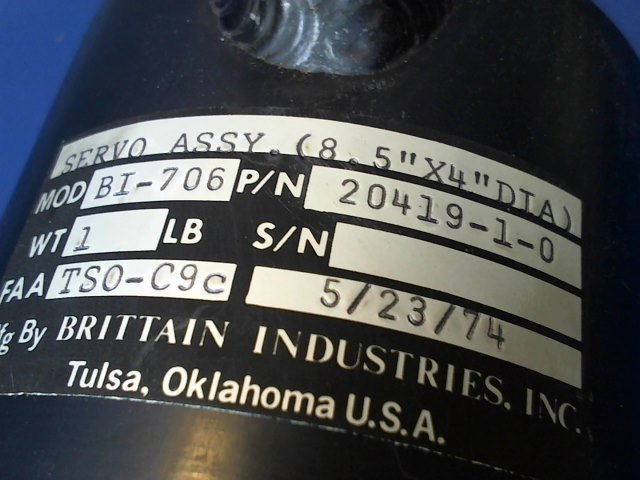 SERVO ASSY.(8.5"X4"DIA)
MOD BI-706 P/N 20419-1-0
WT 1 LB S/N
FAA TSO-C9c 5/23/74
By BRITTAIN INDUSTRIES, INC.
Tulsa, Oklahoma U.S.A.